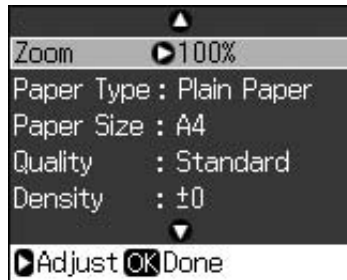 Zoom 100%
Paper Type : Plain Paper
Paper Size : A4
Quality : Standard
Density : ±0
Adjust OK Done